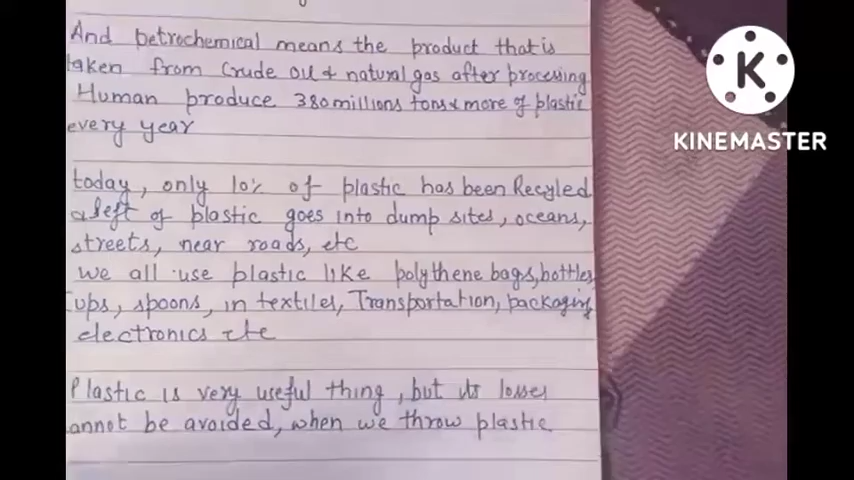 And petrochemical means the product that is
taken from Crude oil & natural gas after processing
Human produce 380 millions tons & more of plastic
every year
today, only 10% of plastic has been Recyled
& left of plastic goes into dump sites, oceans,
streets, near roads, etc
we all use plastic like polythene bags, bottles,
cups, spoons, in textiles, Transportation, packaging
electronics etc
Plastic is very useful thing, but its losses
cannot be avoided, when we throw plastic
K
KINEMASTER